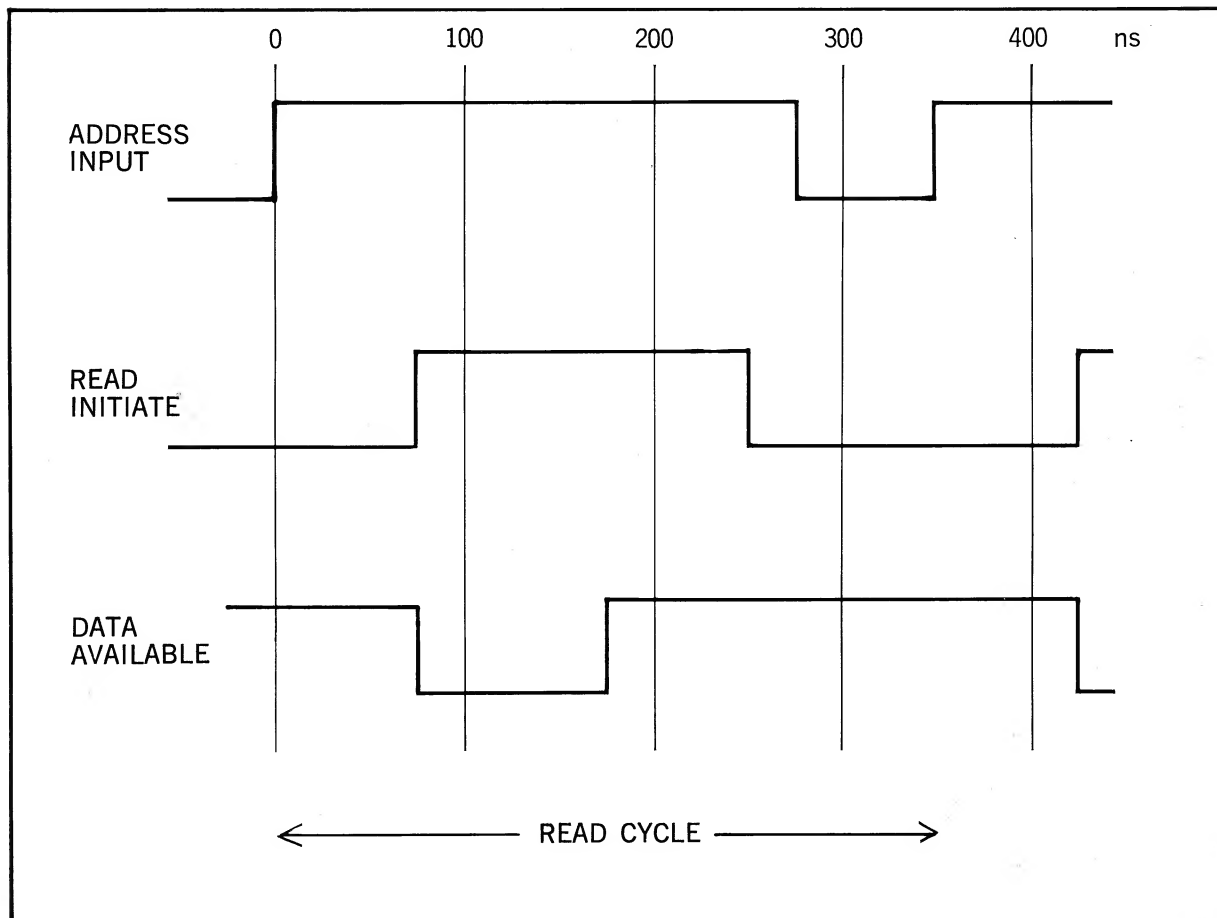 0 100 200 300 400 ns
ADDRESS
INPUT
READ
INITIATE
DATA
AVAILABLE
READ CYCLE